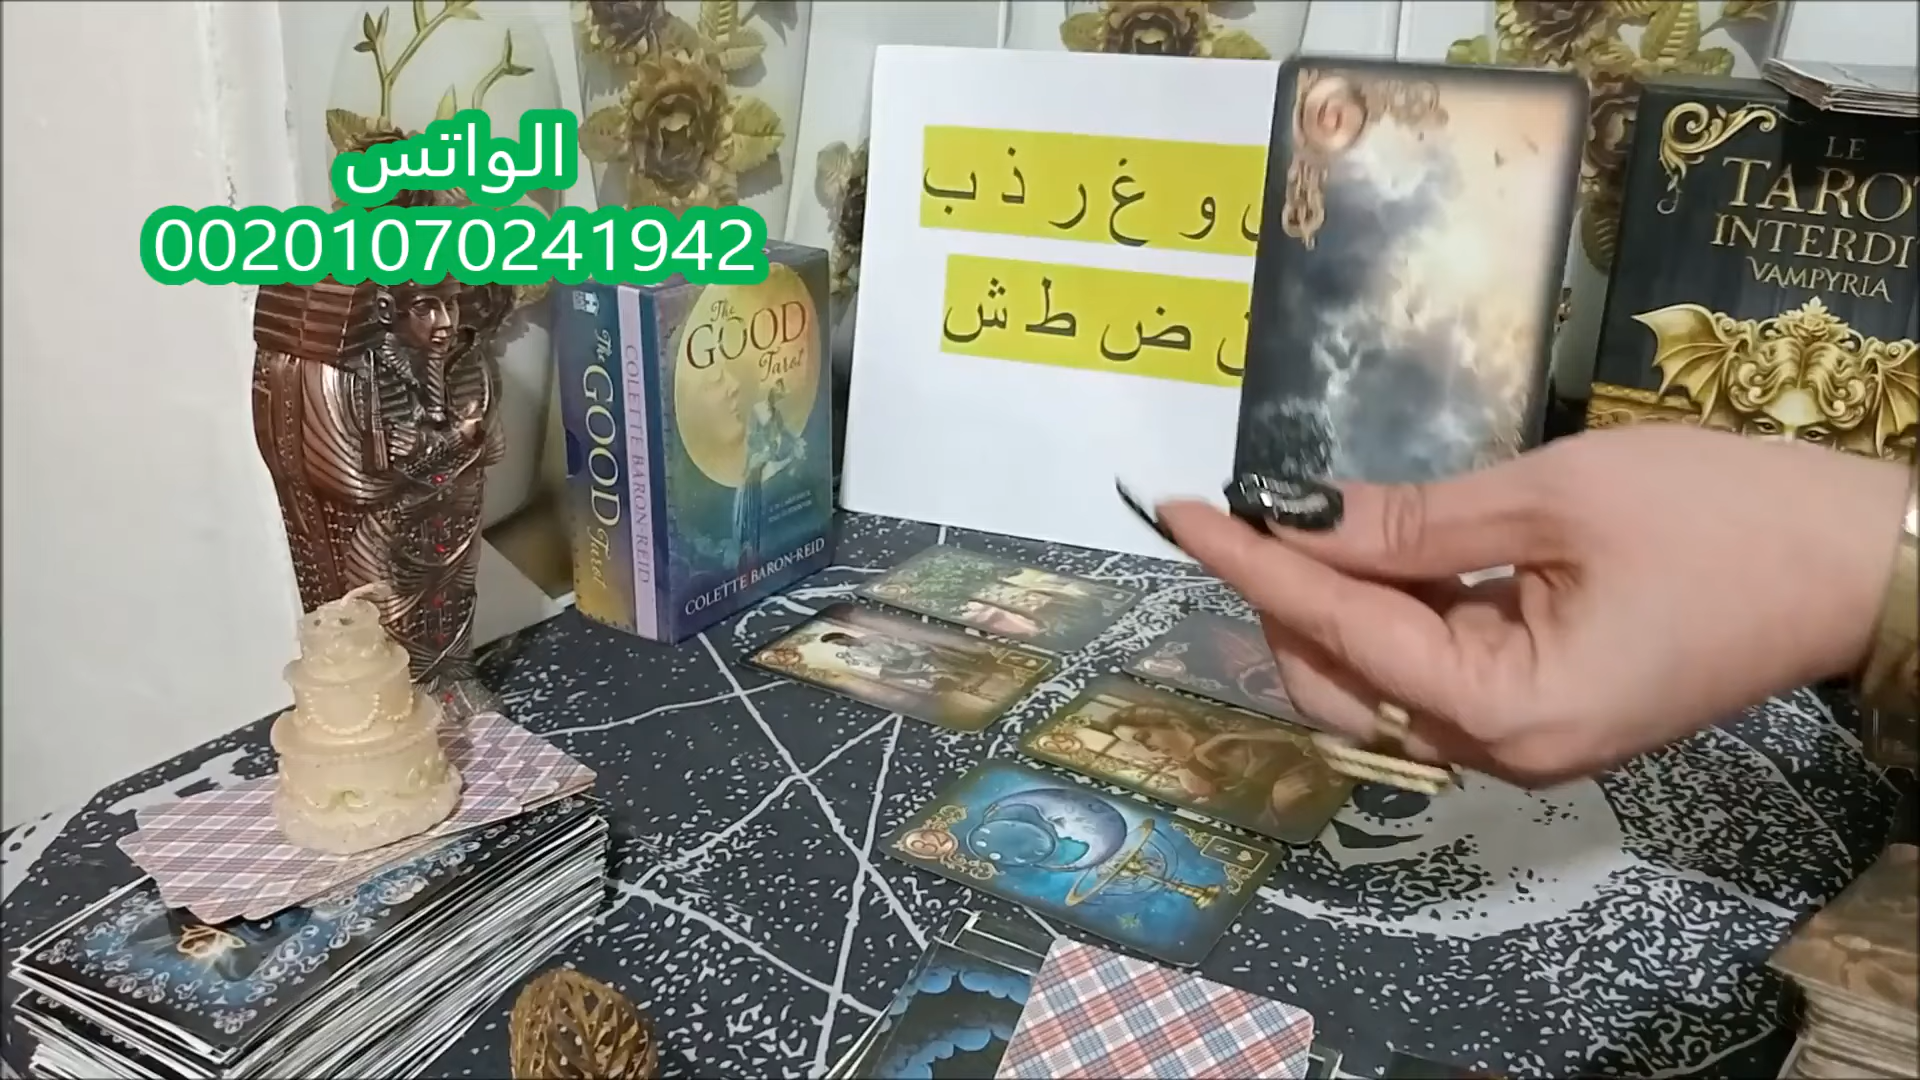 الواتس
00201070241942
و غ ر ذ ب
ض ط ش
The
GOOD
Tarot
COLETTE BARON-REID
The GOOD Tarot
COLETTE BARON-REID
LE
TARO
INTERDI
VAMPYRIA